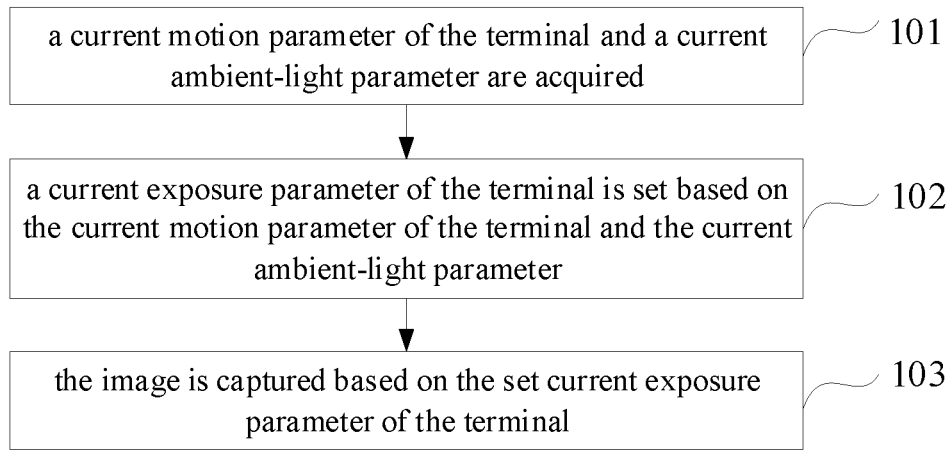 a current motion parameter of the terminal and a current
ambient-light parameter are acquired
101
a current exposure parameter of the terminal is set based on
the current motion parameter of the terminal and the current
ambient-light parameter
102
the image is captured based on the set current exposure
parameter of the terminal
103